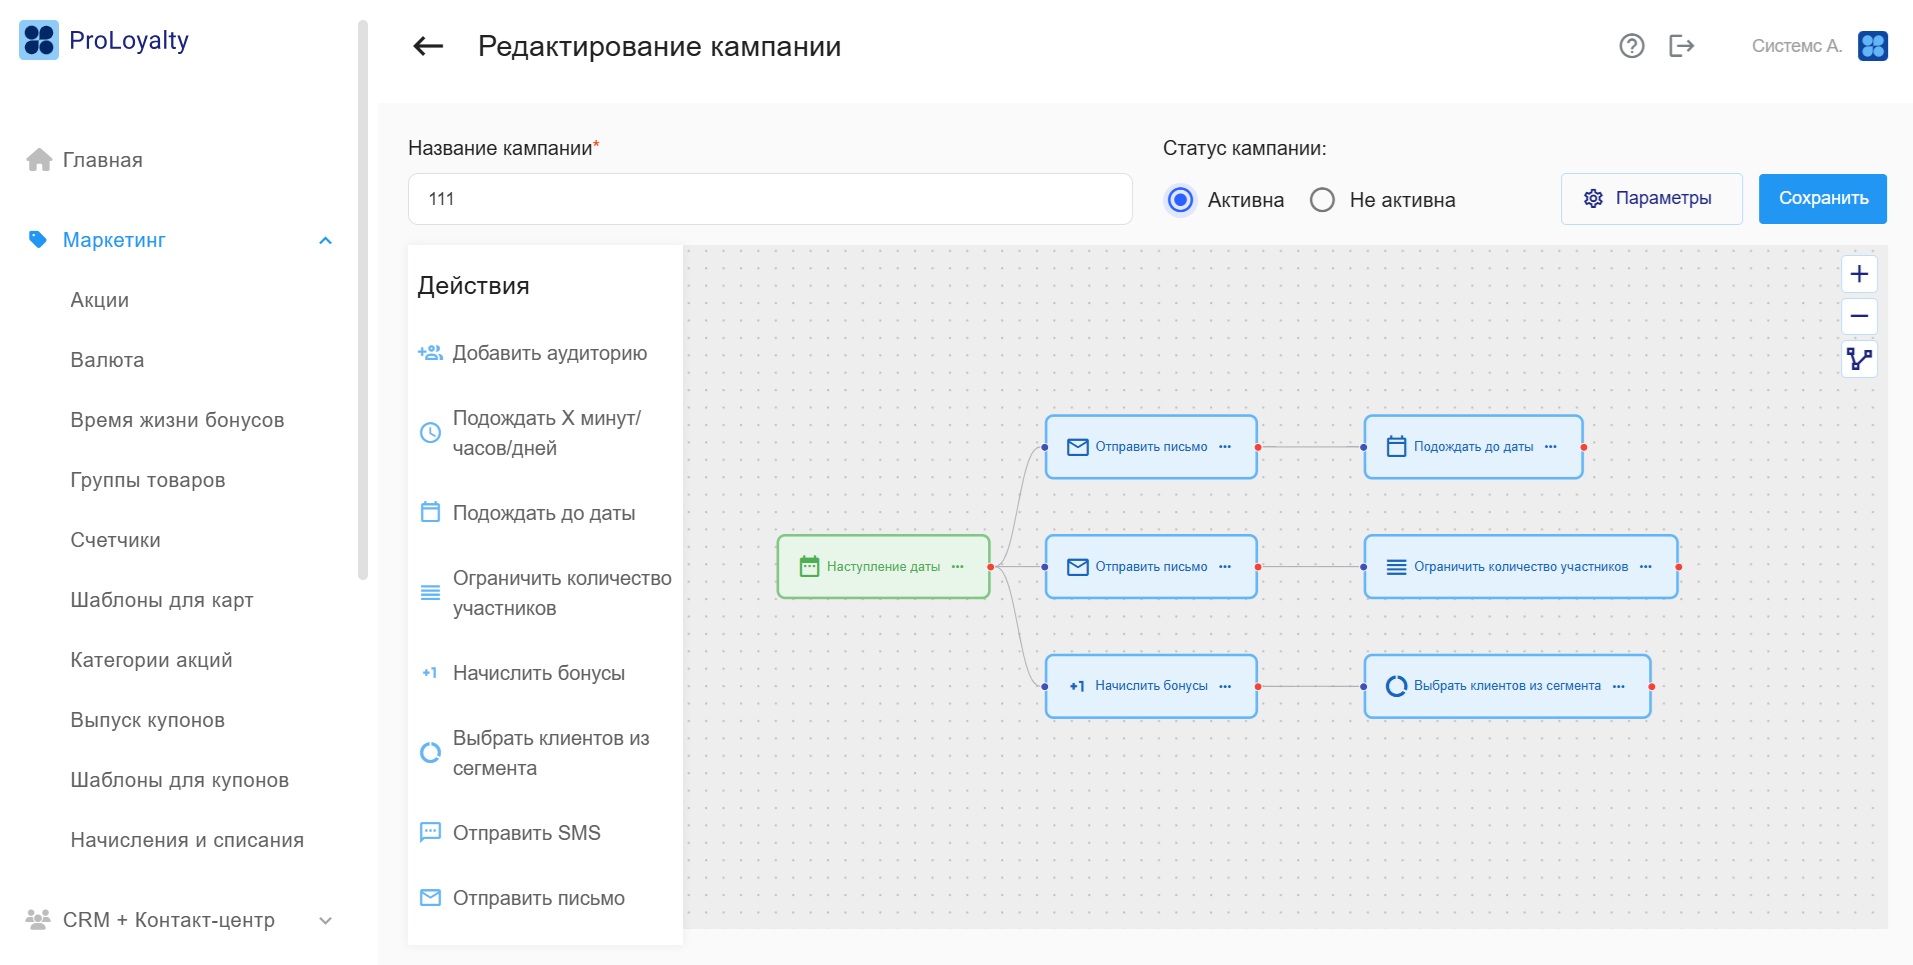 ProLoyalty
Главная
Маркетинг
Акции
Валюта
Время жизни бонусов
Группы товаров
Счетчики
Шаблоны для карт
Категории акций
Выпуск купонов
Шаблоны для купонов
Начисления и списания
CRM + Контакт-центр
Редактирование кампании
Системс А.
Название кампании*
111
Статус кампании:
Активна
Не активна
Параметры
Сохранить
Действия
Добавить аудиторию
Подождать X минут/
часов/дней
Подождать до даты
Ограничить количество
участников
+1 Начислить бонусы
Выбрать клиентов из
сегмента
Отправить SMS
Отправить письмо
Наступление даты ···
Отправить письмо ···
Подождать до даты ···
Отправить письмо ···
Ограничить количество участников ···
+1 Начислить бонусы ···
Выбрать клиентов из сегмента ···